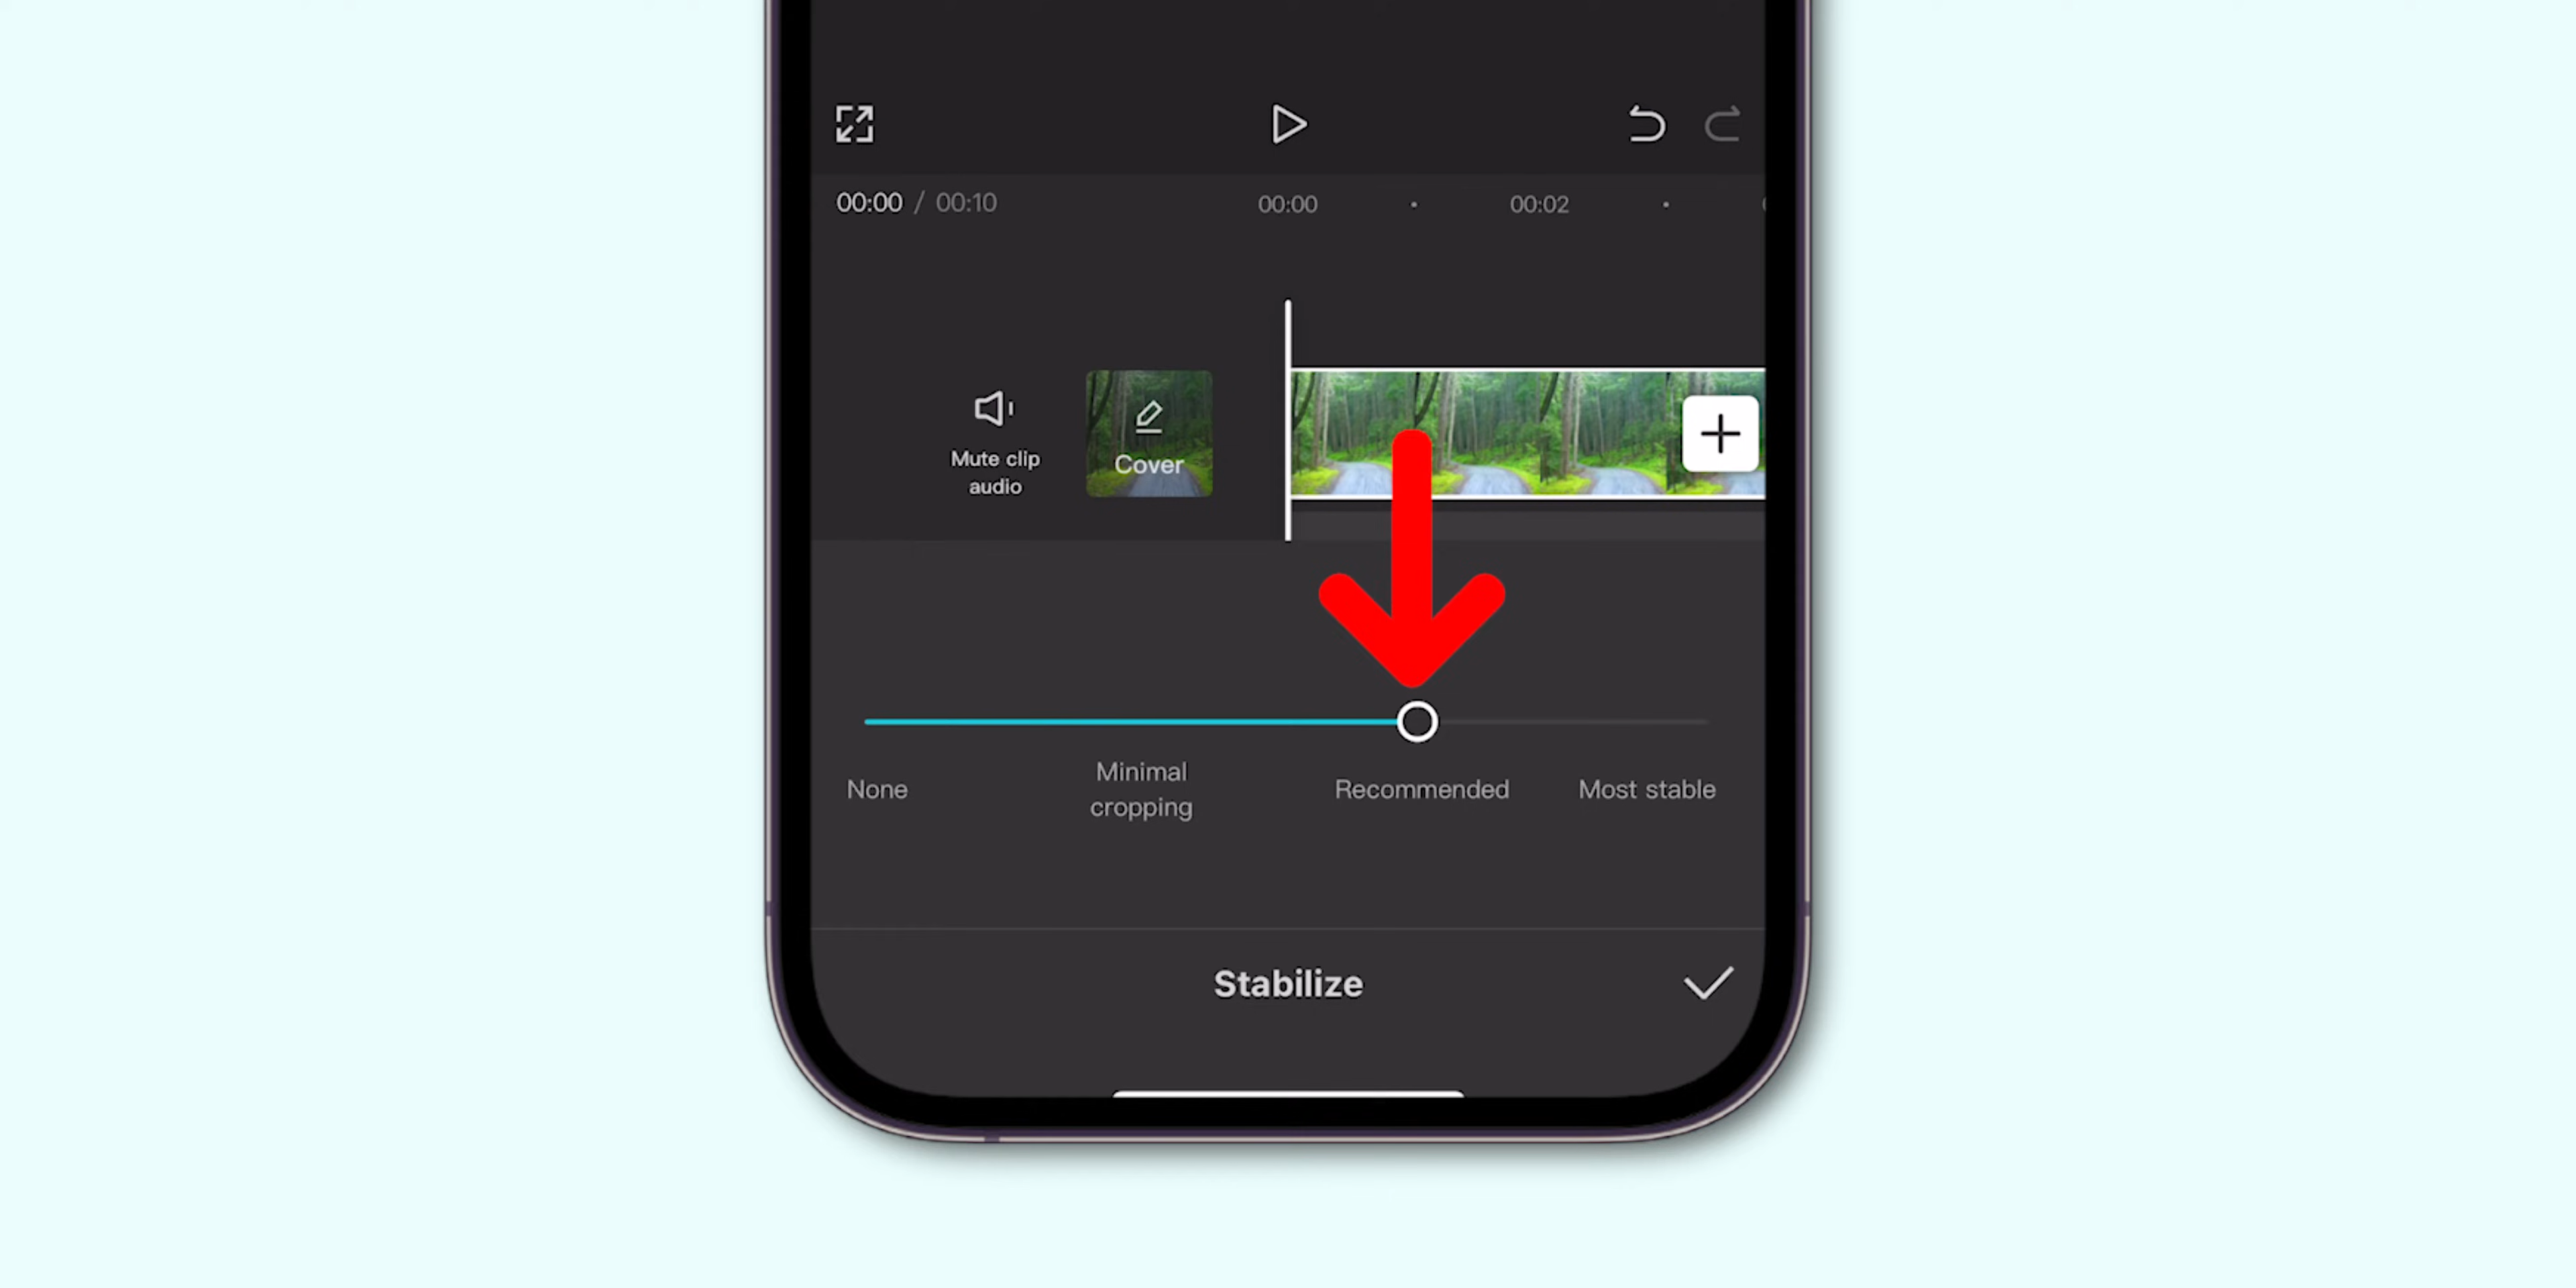 00:00 / 00:10
00:00
00:02
Mute clip
audio
Cover
None
Minimal
cropping
Recommended
Most stable
Stabilize